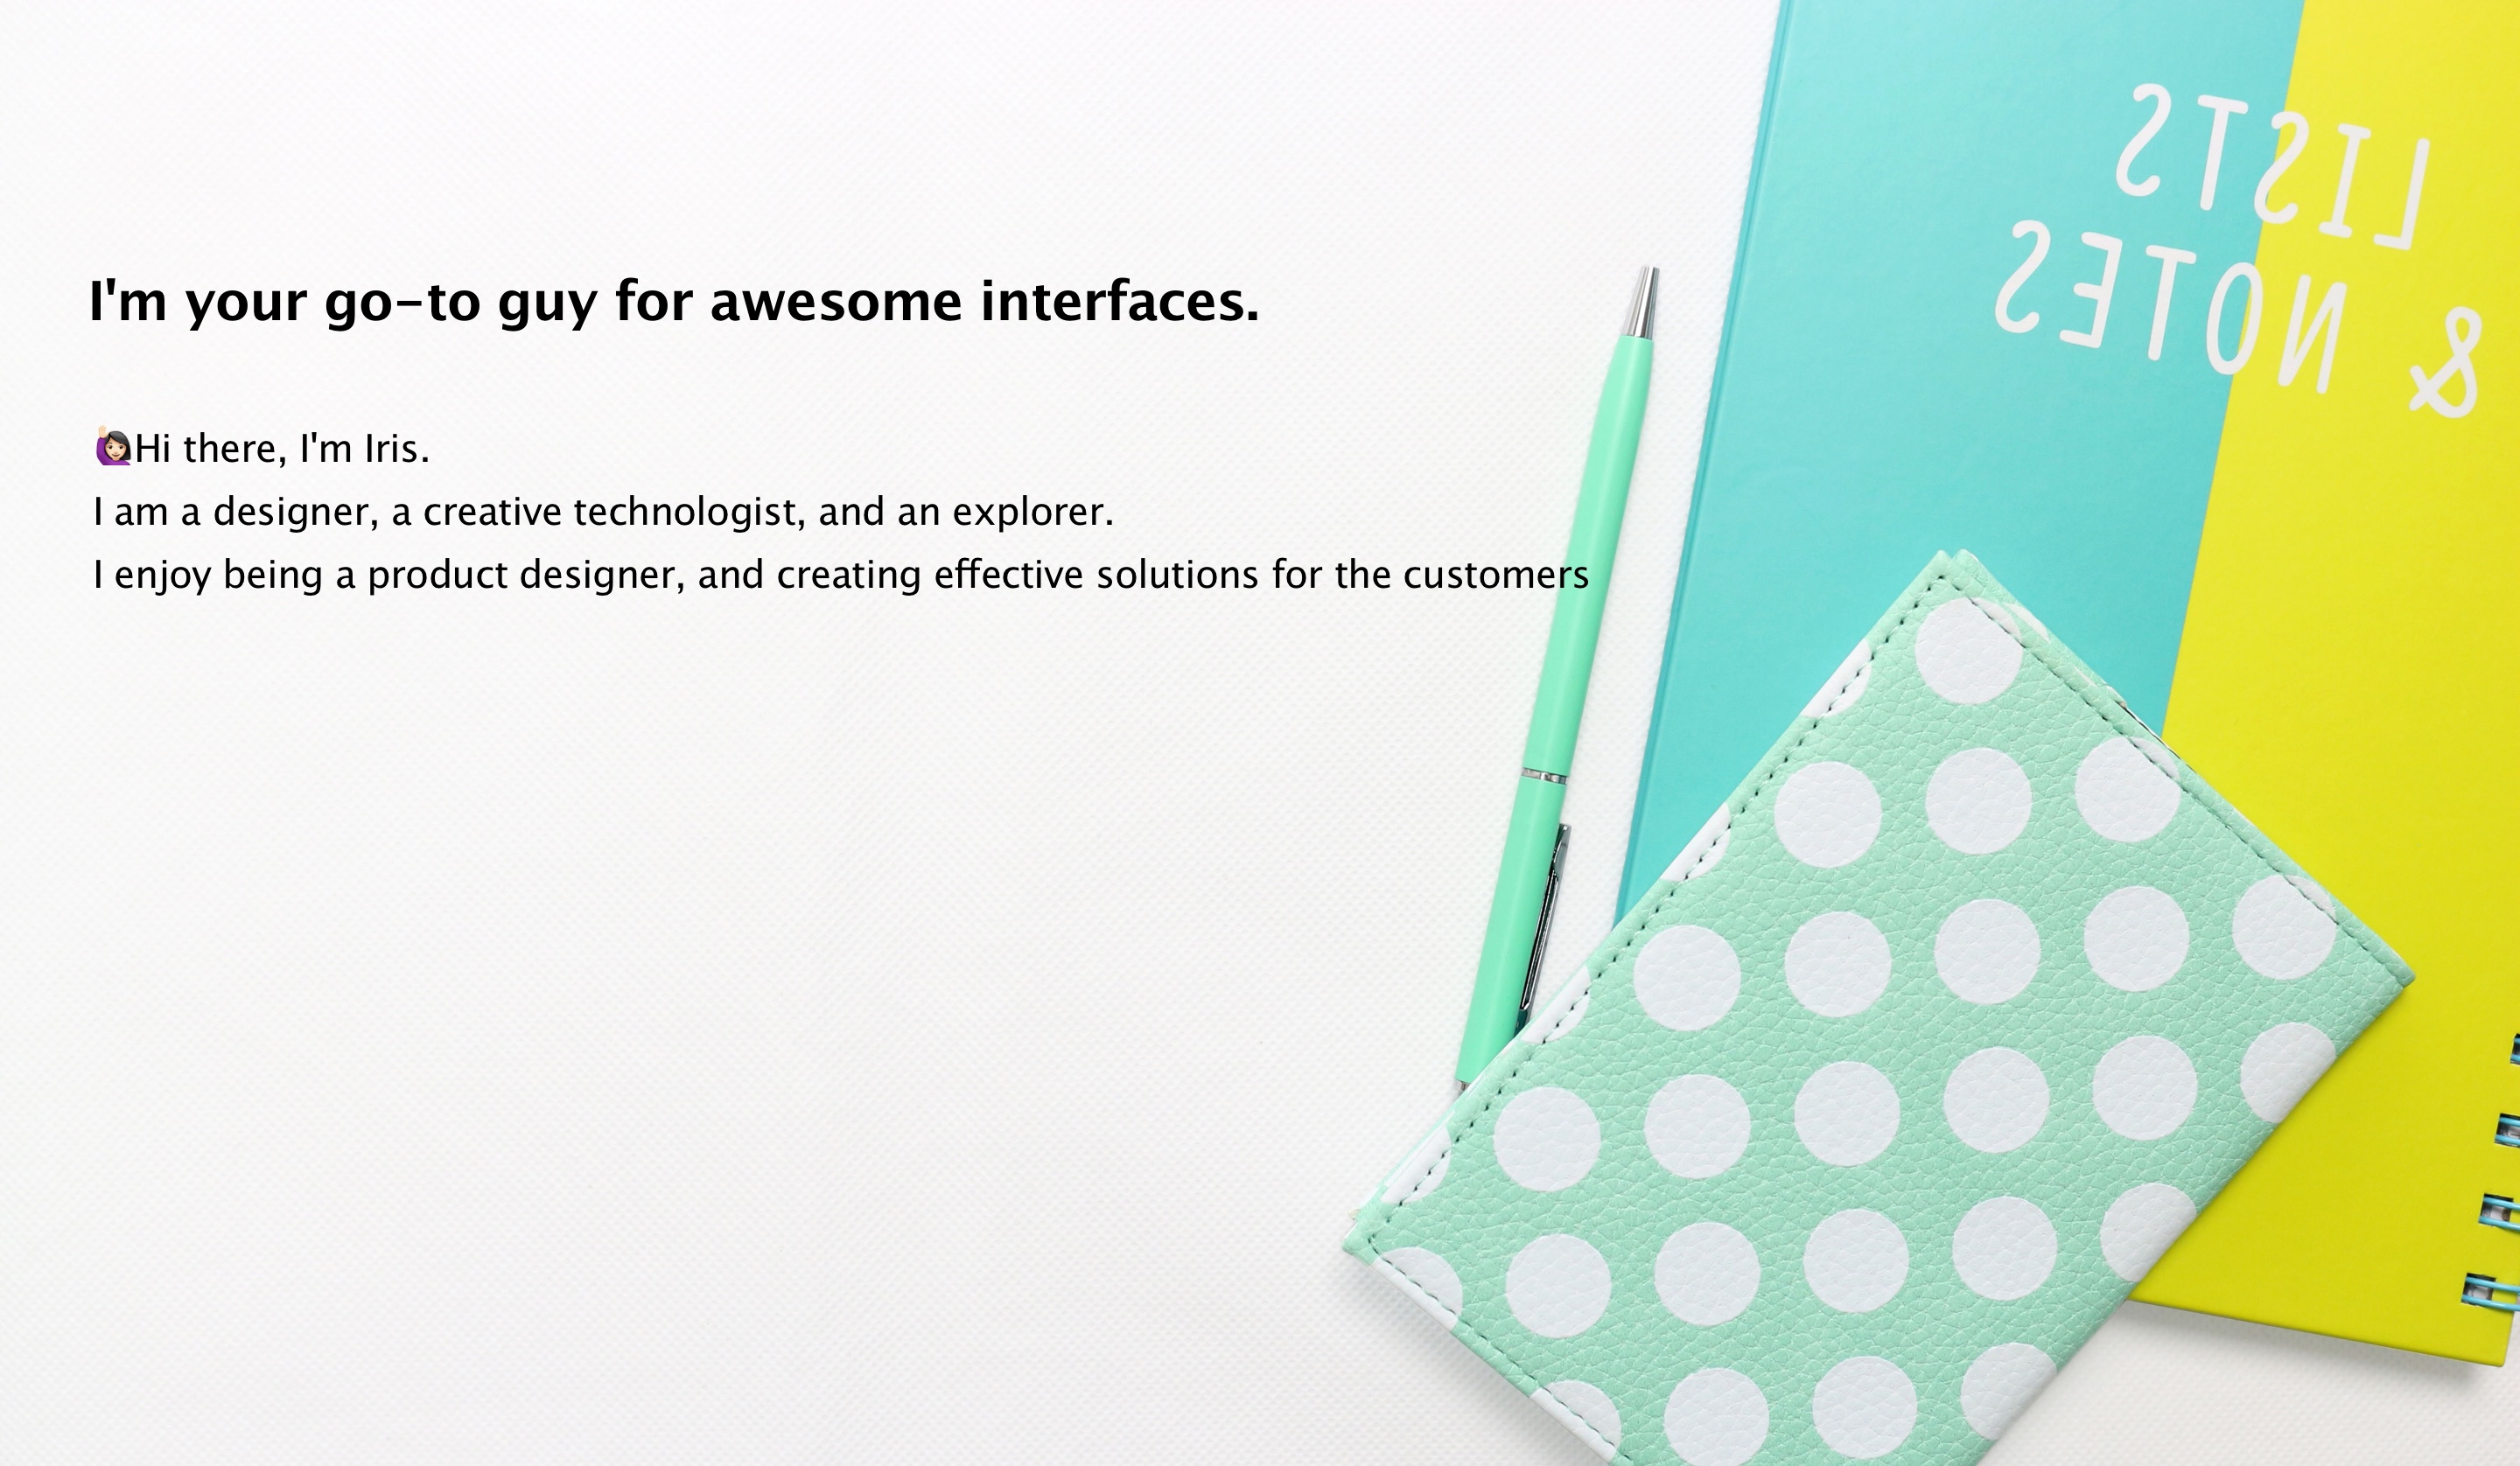 I'm your go-to guy for awesome interfaces.
🙋🏻‍♀️Hi there, I'm Iris.
I am a designer, a creative technologist, and an explorer.
I enjoy being a product designer, and creating effective solutions for the customers
LISTS
& NOTES